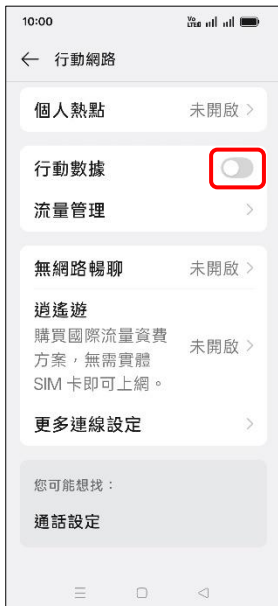 10:00
Vo LTE
行動網路
個人熱點 未開啟
行動數據
流量管理
無網路暢聊 未開啟
逍遙遊
購買國際流量資費
方案，無需實體
SIM 卡即可上網。
未開啟
更多連線設定
您可能想找：
通話設定